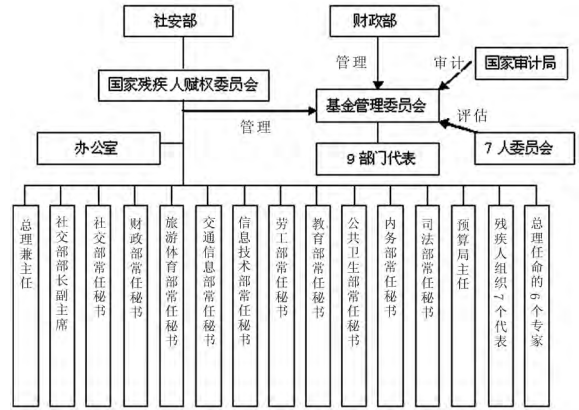 社安部
财政部
管理
审计
国家审计局
国家残疾人赋权委员会
基金管理委员会
管理
评估
办公室
9部门代表
7人委员会
总理兼主任
社交部部长副主席
社交部常任秘书
财政部常任秘书
旅游体育部常任秘书
交通信息部常任秘书
信息技术部常任秘书
劳工部常任秘书
教育部常任秘书
公共卫生部常任秘书
内务部常任秘书
司法部常任秘书
预算局主任
残疾人组织7个代表
总理任命的6个专家